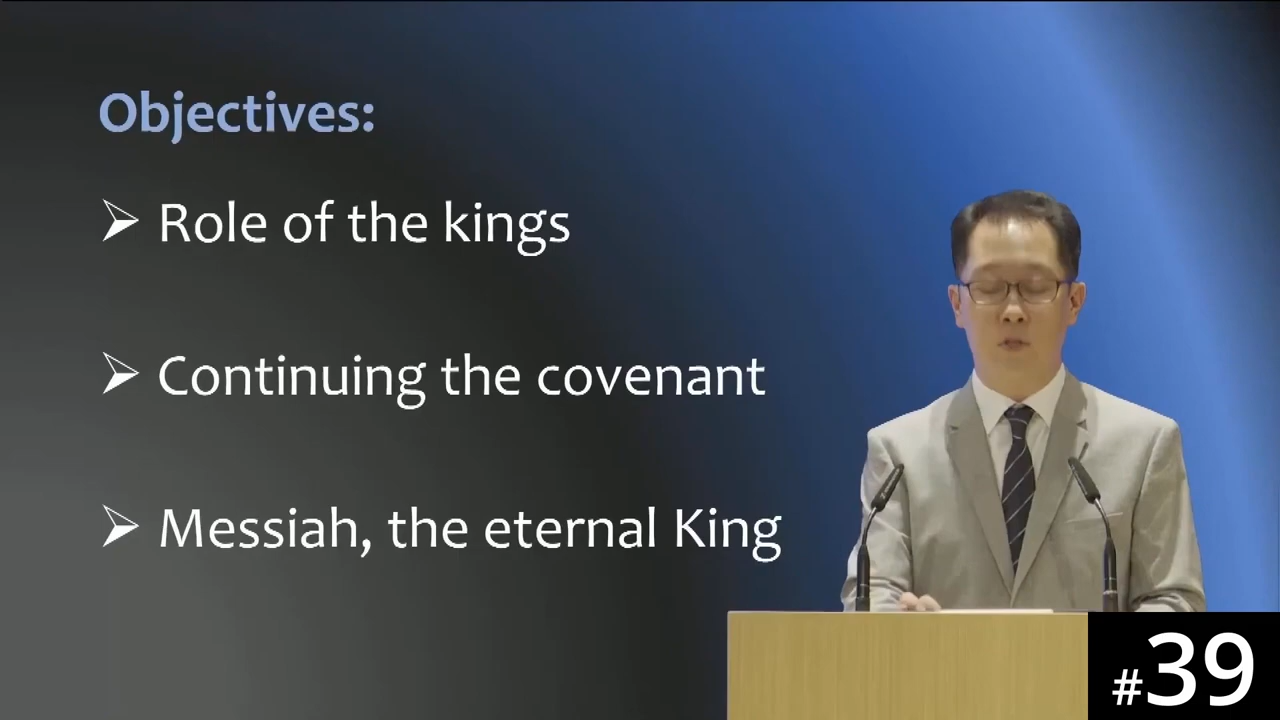 Objectives:
➢ Role of the kings
➢ Continuing the covenant
➢ Messiah, the eternal King
#39